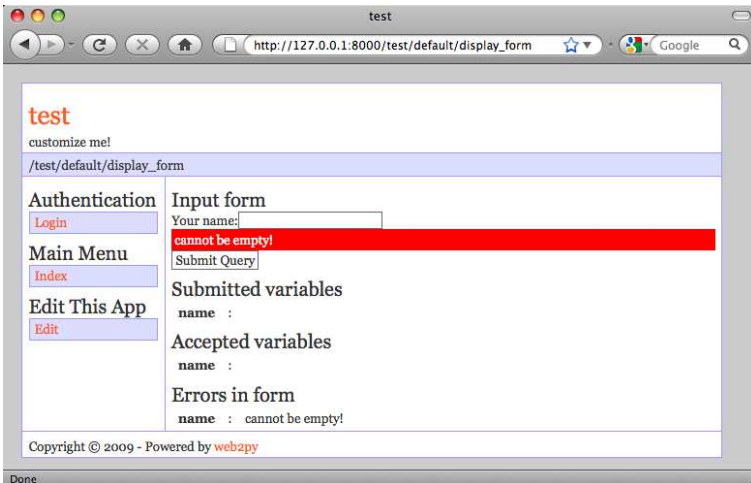 test
http://127.0.0.1:8000/test/default/display_form
Google
test
customize me!
/test/default/display_form
Authentication
Login
Main Menu
Index
Edit This App
Edit
Input form
Your name:
cannot be empty!
Submit Query
Submitted variables
name :
Accepted variables
name :
Errors in form
name : cannot be empty!
Copyright © 2009 - Powered by web2py
Done